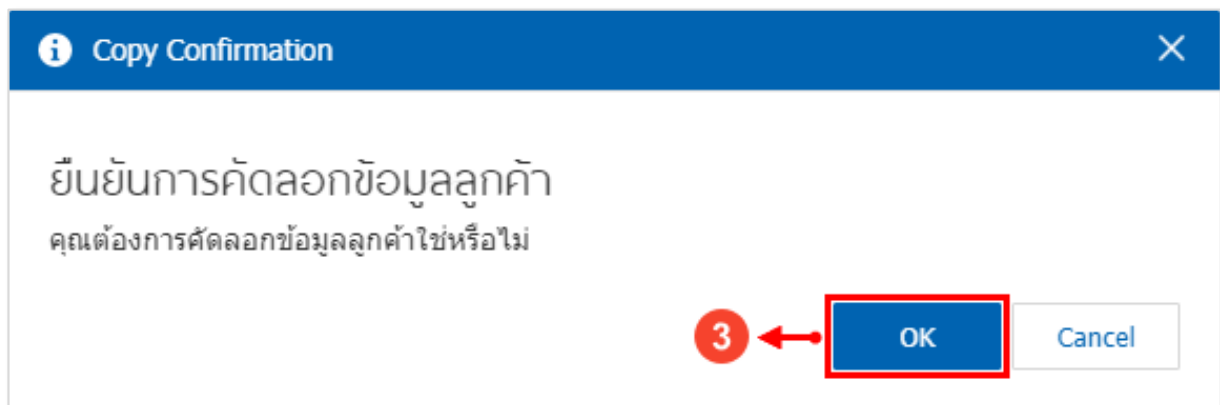 Copy Confirmation
ยืนยันการคัดลอกข้อมูลลูกค้า
คุณต้องการคัดลอกข้อมูลลูกค้าใช่หรือไม่
3 OK Cancel